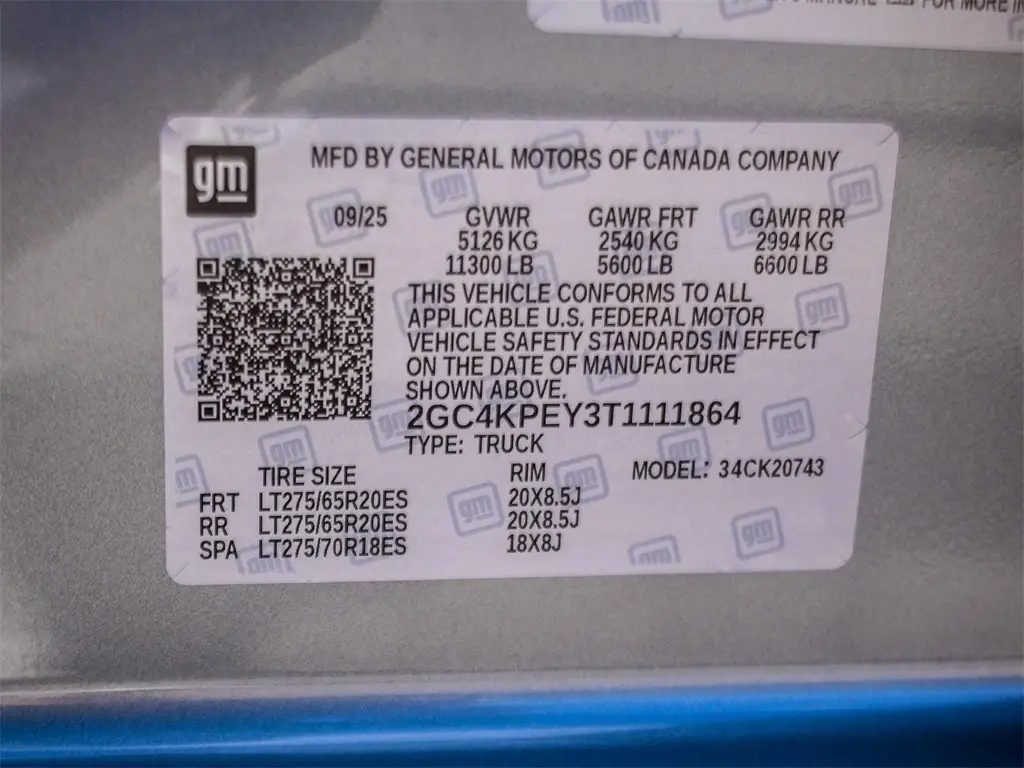 FOR MORE
gm
MFD BY GENERAL MOTORS OF CANADA COMPANY
09/25 GVWR GAWR FRT GAWR RR
5126 KG 2540 KG 2994 KG
11300 LB 5600 LB 6600 LB
THIS VEHICLE CONFORMS TO ALL
APPLICABLE U.S. FEDERAL MOTOR
VEHICLE SAFETY STANDARDS IN EFFECT
ON THE DATE OF MANUFACTURE
SHOWN ABOVE.
2GC4KPEY3T1111864
TYPE: TRUCK
TIRE SIZE RIM MODEL: 34CK20743
FRT LT275/65R20ES 20X8.5J
RR LT275/65R20ES 20X8.5J
SPA LT275/70R18ES 18X8J